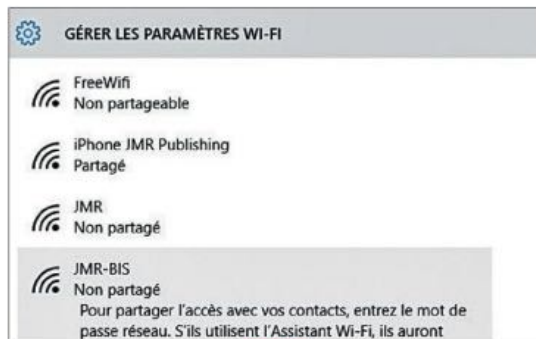 GÉRER LES PARAMÈTRES WI-FI
FreeWifi
Non partageable
iPhone JMR Publishing
Partagé
JMR
Non partagé
JMR-BIS
Non partagé
Pour partager l'accès avec vos contacts, entrez le mot de
passe réseau. S'ils utilisent l'Assistant Wi-Fi, ils auront